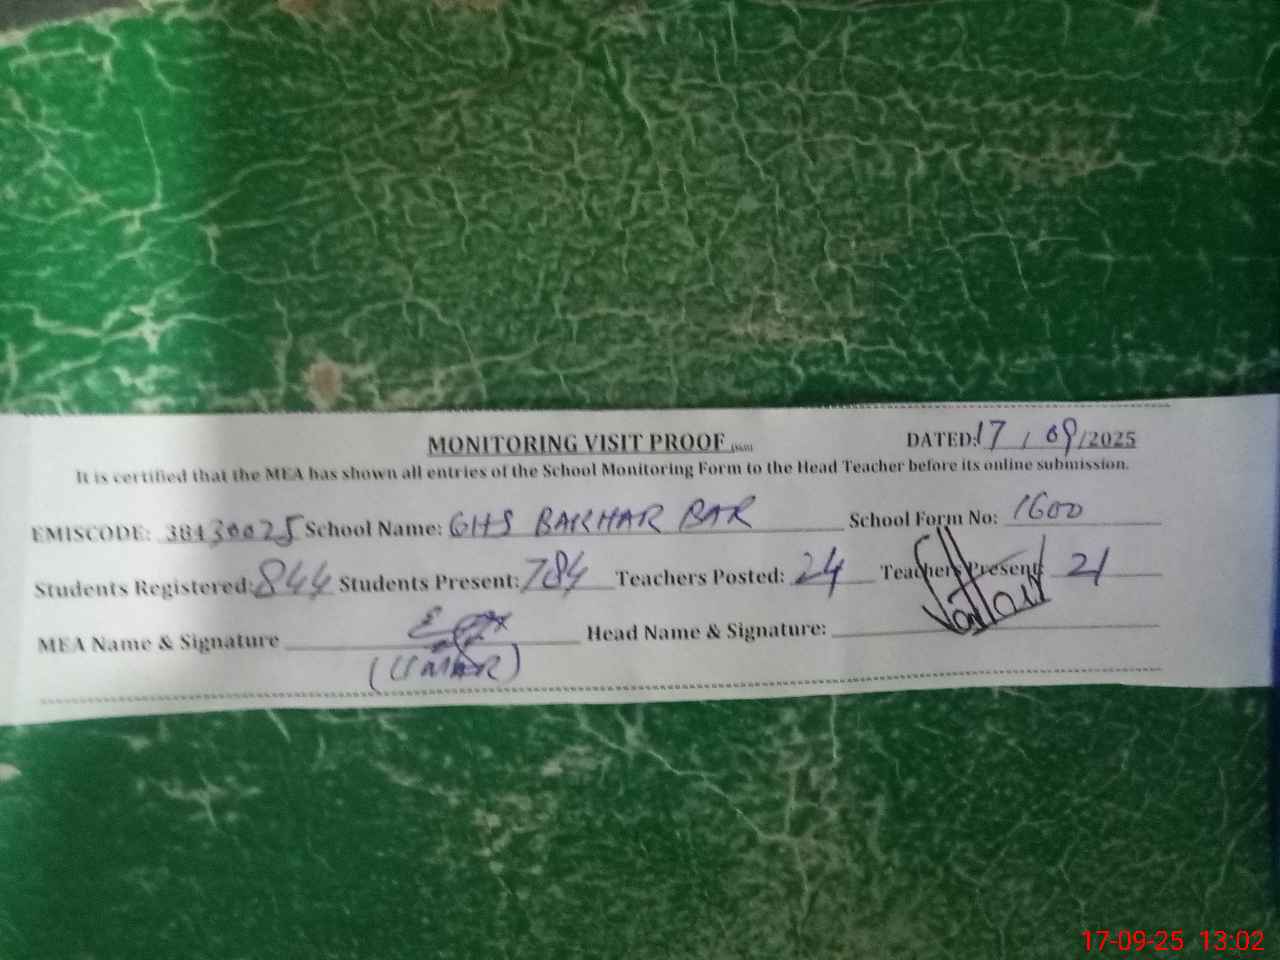 MONITORING VISIT PROOF
DATED: 17 / 09 /2025
It is certified that the MEA has shown all entries of the School Monitoring Form to the Head Teacher before its online submission.
EMISCODE: 38430025 School Name: GHS BAKHAR BAR School Form No: 1600
Students Registered: 844 Students Present: 784 Teachers Posted: 24 Teachers Present: 21
MEA Name & Signature Head Name & Signature:
(UMAR)
17-09-25 13:02